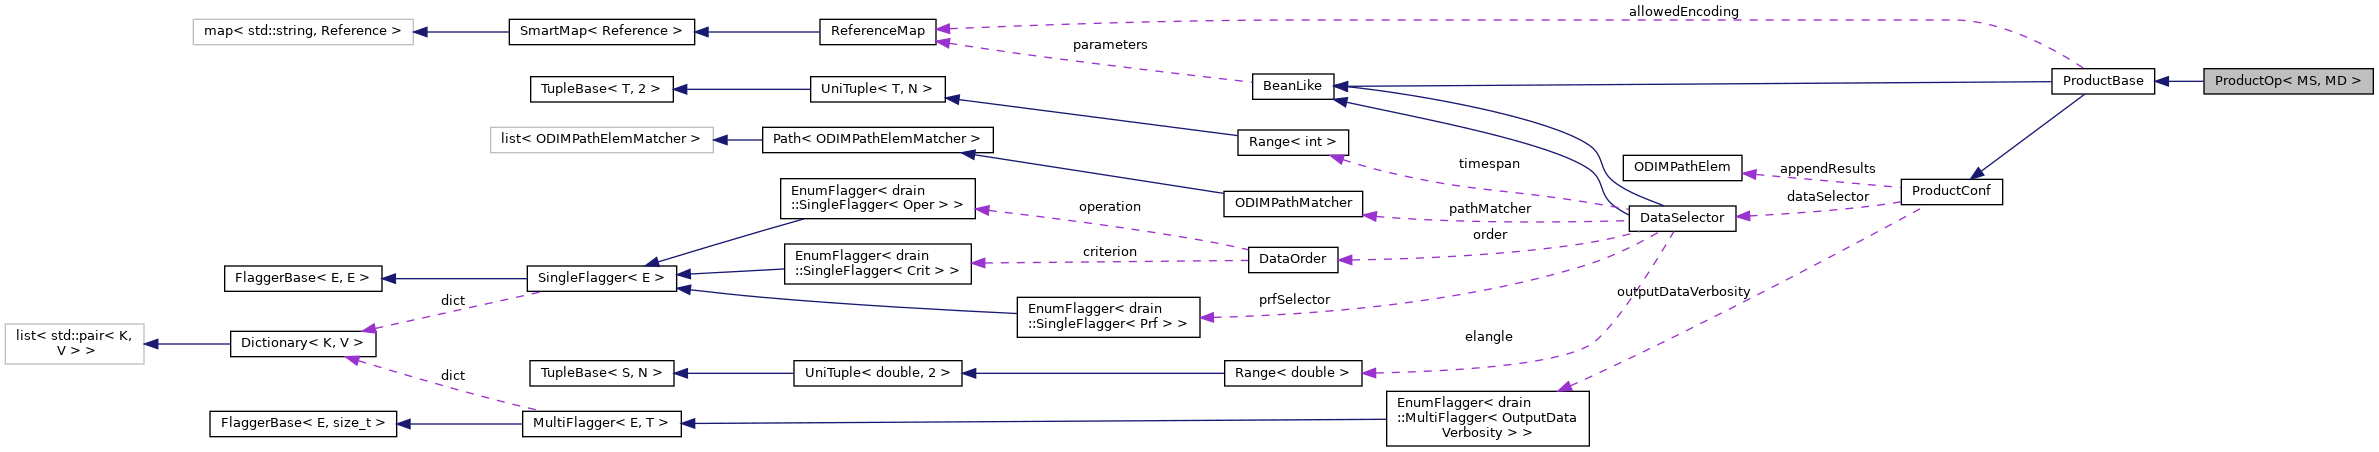 allowedEncoding
map< std::string, Reference >
SmartMap< Reference >
ReferenceMap
parameters
ProductBase
ProductOp< MS, MD >
BeanLike
TupleBase< T, 2 >
UniTuple< T, N >
list< ODIMPathElemMatcher >
Path< ODIMPathElemMatcher >
Range< int >
timespan
ODIMPathElem
appendResults
ProductConf
dataSelector
EnumFlagger< drain
::SingleFlagger< Oper > >
operation
ODIMPathMatcher
pathMatcher
DataSelector
order
EnumFlagger< drain
::SingleFlagger< Crit > >
criterion
DataOrder
FlaggerBase< E, E >
SingleFlagger< E >
dict
EnumFlagger< drain
::SingleFlagger< Prf > >
prfSelector
outputDataVerbosity
list< std::pair< K,
V > >
Dictionary< K, V >
elangle
dict
TupleBase< S, N >
UniTuple< double, 2 >
Range< double >
FlaggerBase< E, size_t >
MultiFlagger< E, T >
EnumFlagger< drain
::MultiFlagger< OutputData
Verbosity > >